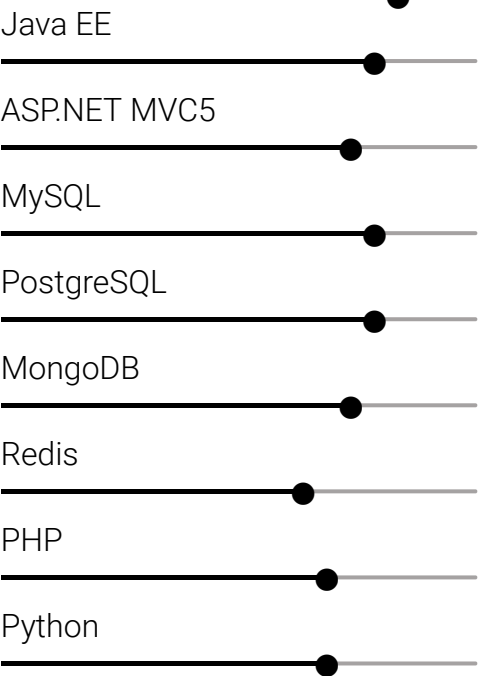 Java EE
ASP.NET MVC5
MySQL
PostgreSQL
MongoDB
Redis
PHP
Python